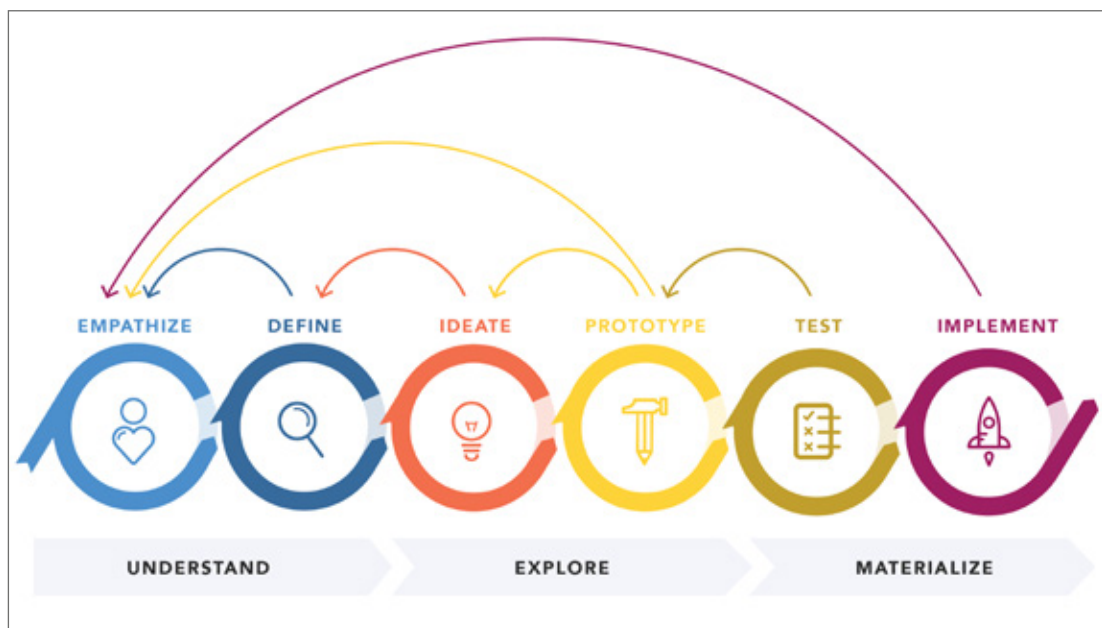 EMPATHIZE DEFINE IDEATE PROTOTYPE TEST IMPLEMENT
UNDERSTAND EXPLORE MATERIALIZE